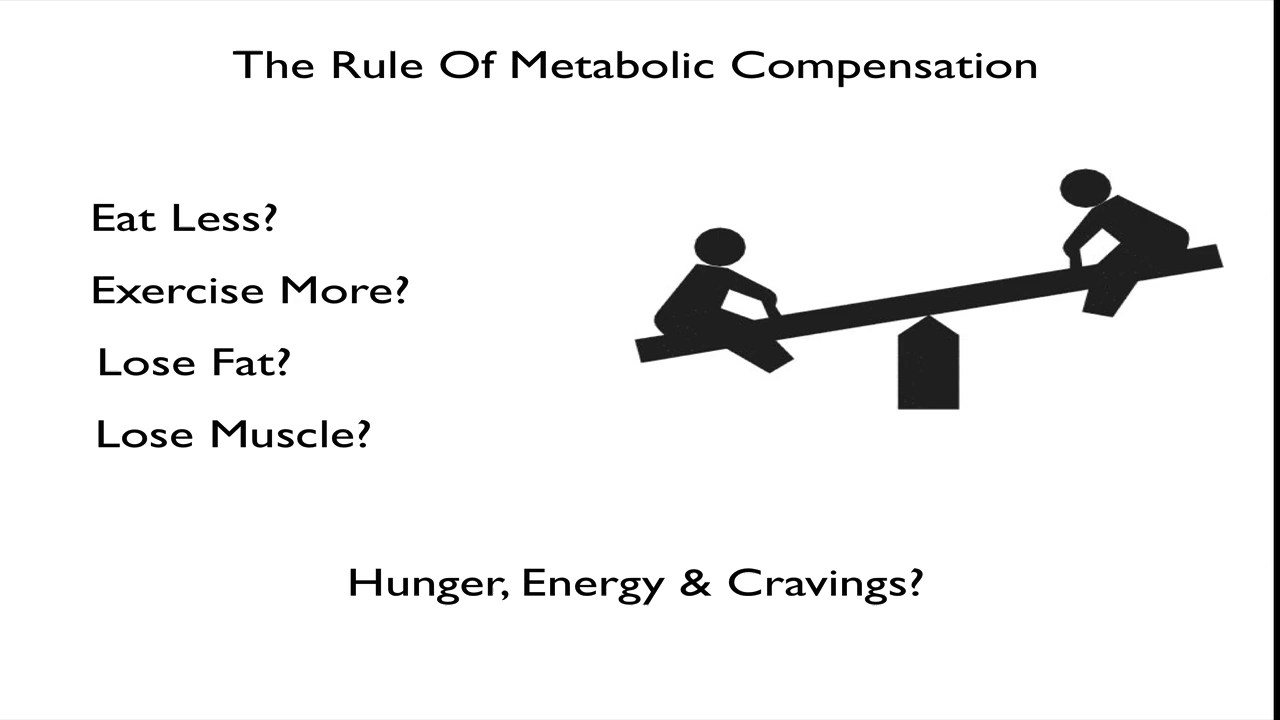 The Rule Of Metabolic Compensation
Eat Less?
Exercise More?
Lose Fat?
Lose Muscle?
Hunger, Energy & Cravings?